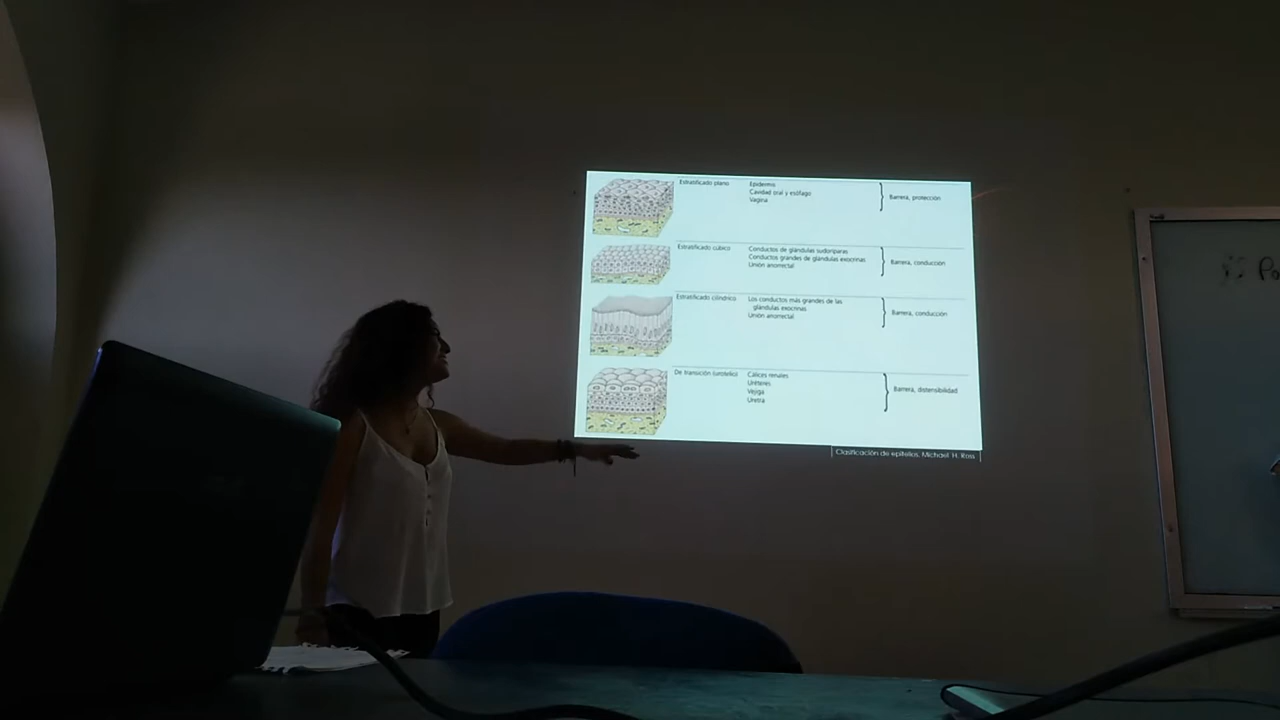 Estratificado plano
Epidermis
Cavidad oral y esófago
Vagina
Barrera, protección
Estratificado cúbico
Conductos de glándulas sudoríparas
Conductos grandes de glándulas exocrinas
Unión anorrectal
Barrera, conducción
Estratificado cilíndrico
Los conductos más grandes de las
glándulas exocrinas
Unión anorrectal
Barrera, conducción
De transición (urotelio)
Cálices renales
Uréteres
Vejiga
Uretra
Barrera, distensibilidad
Clasificación de epitelios, Michael H. Ross